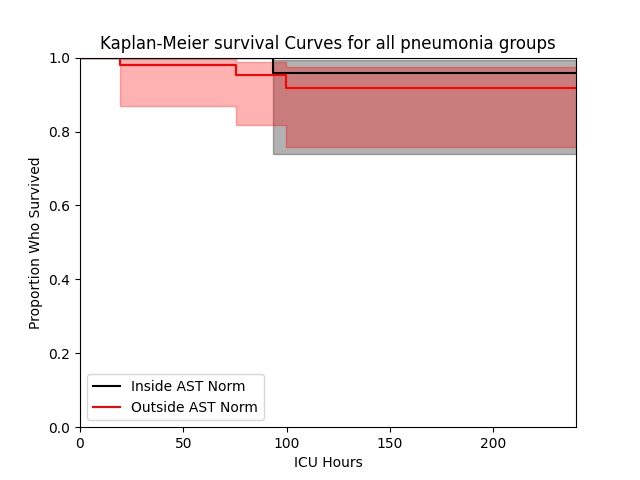 Kaplan-Meier survival Curves for all pneumonia groups
1.0
0.8
0.6
0.4
0.2
0.0
Proportion Who Survived
Inside AST Norm
Outside AST Norm
0 50 100 150 200
ICU Hours